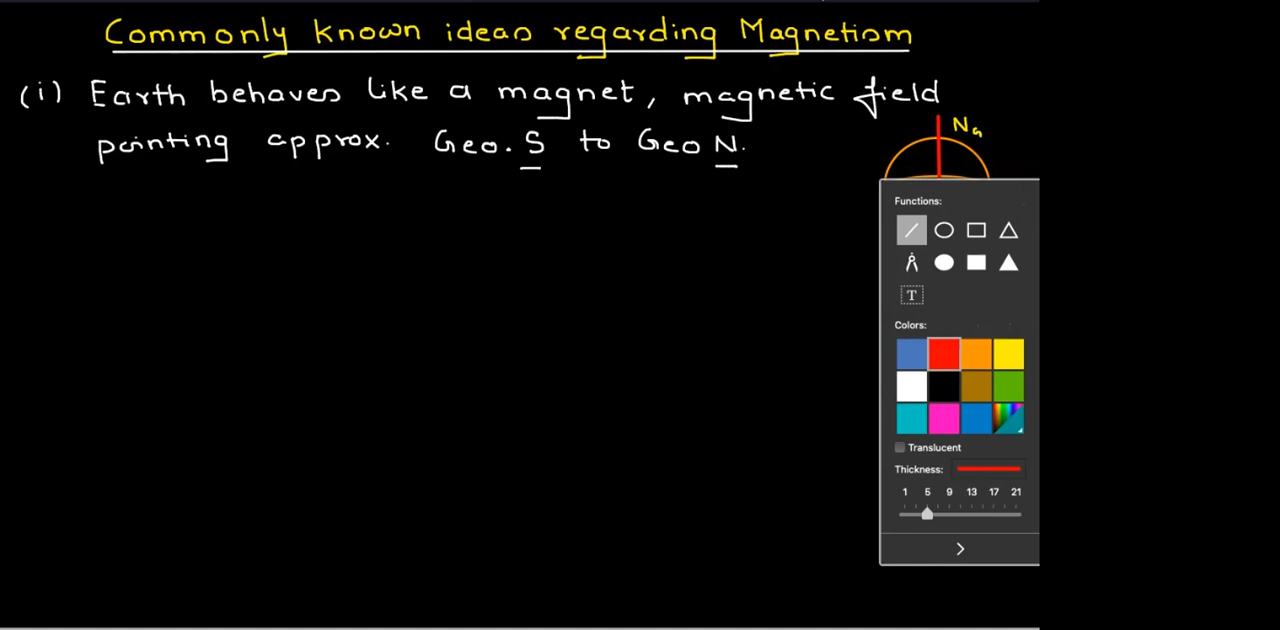 Commonly known ideas regarding Magnetism
(i) Earth behaves like a magnet, magnetic field
pointing approx. Geo. S to Geo N.
NG
Functions:
T
Colors:
Translucent
Thickness:
1 5 9 13 17 21